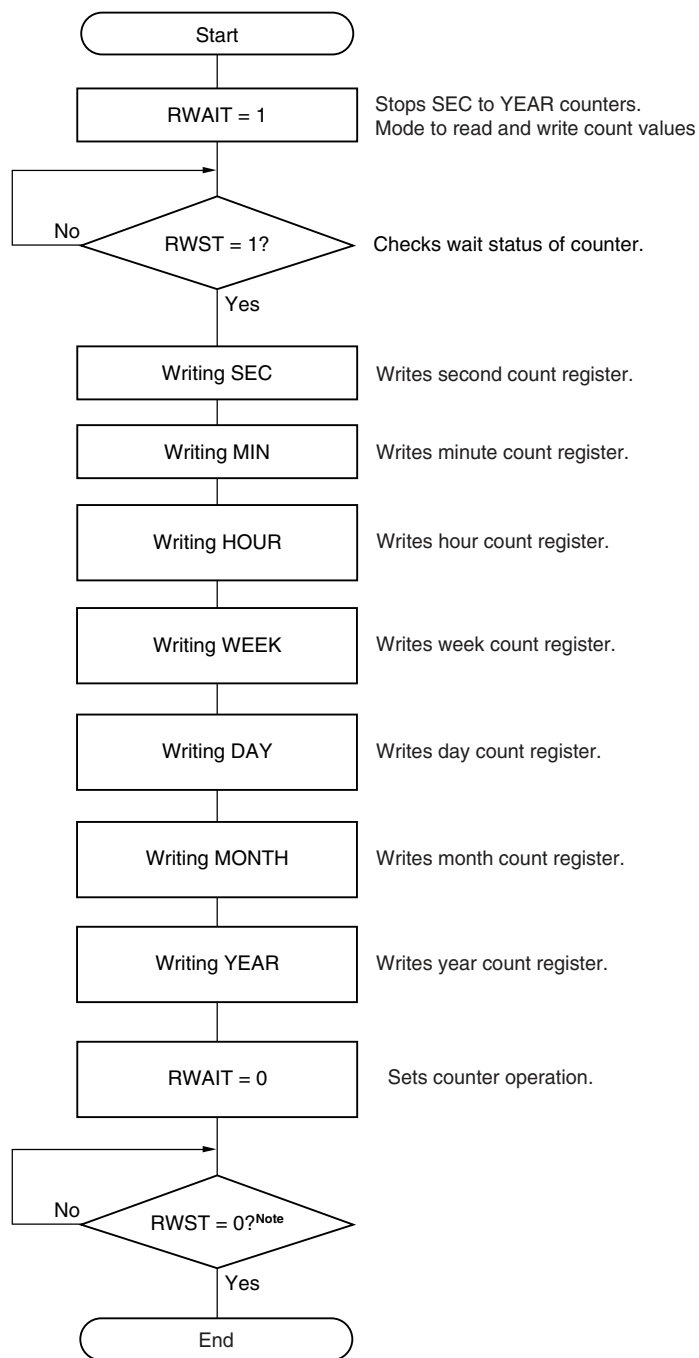 Start
RWAIT = 1
Stops SEC to YEAR counters.
Mode to read and write count values
No
RWST = 1?
Checks wait status of counter.
Yes
Writing SEC
Writes second count register.
Writing MIN
Writes minute count register.
Writing HOUR
Writes hour count register.
Writing WEEK
Writes week count register.
Writing DAY
Writes day count register.
Writing MONTH
Writes month count register.
Writing YEAR
Writes year count register.
RWAIT = 0
Sets counter operation.
No
RWST = 0?Note
Yes
End